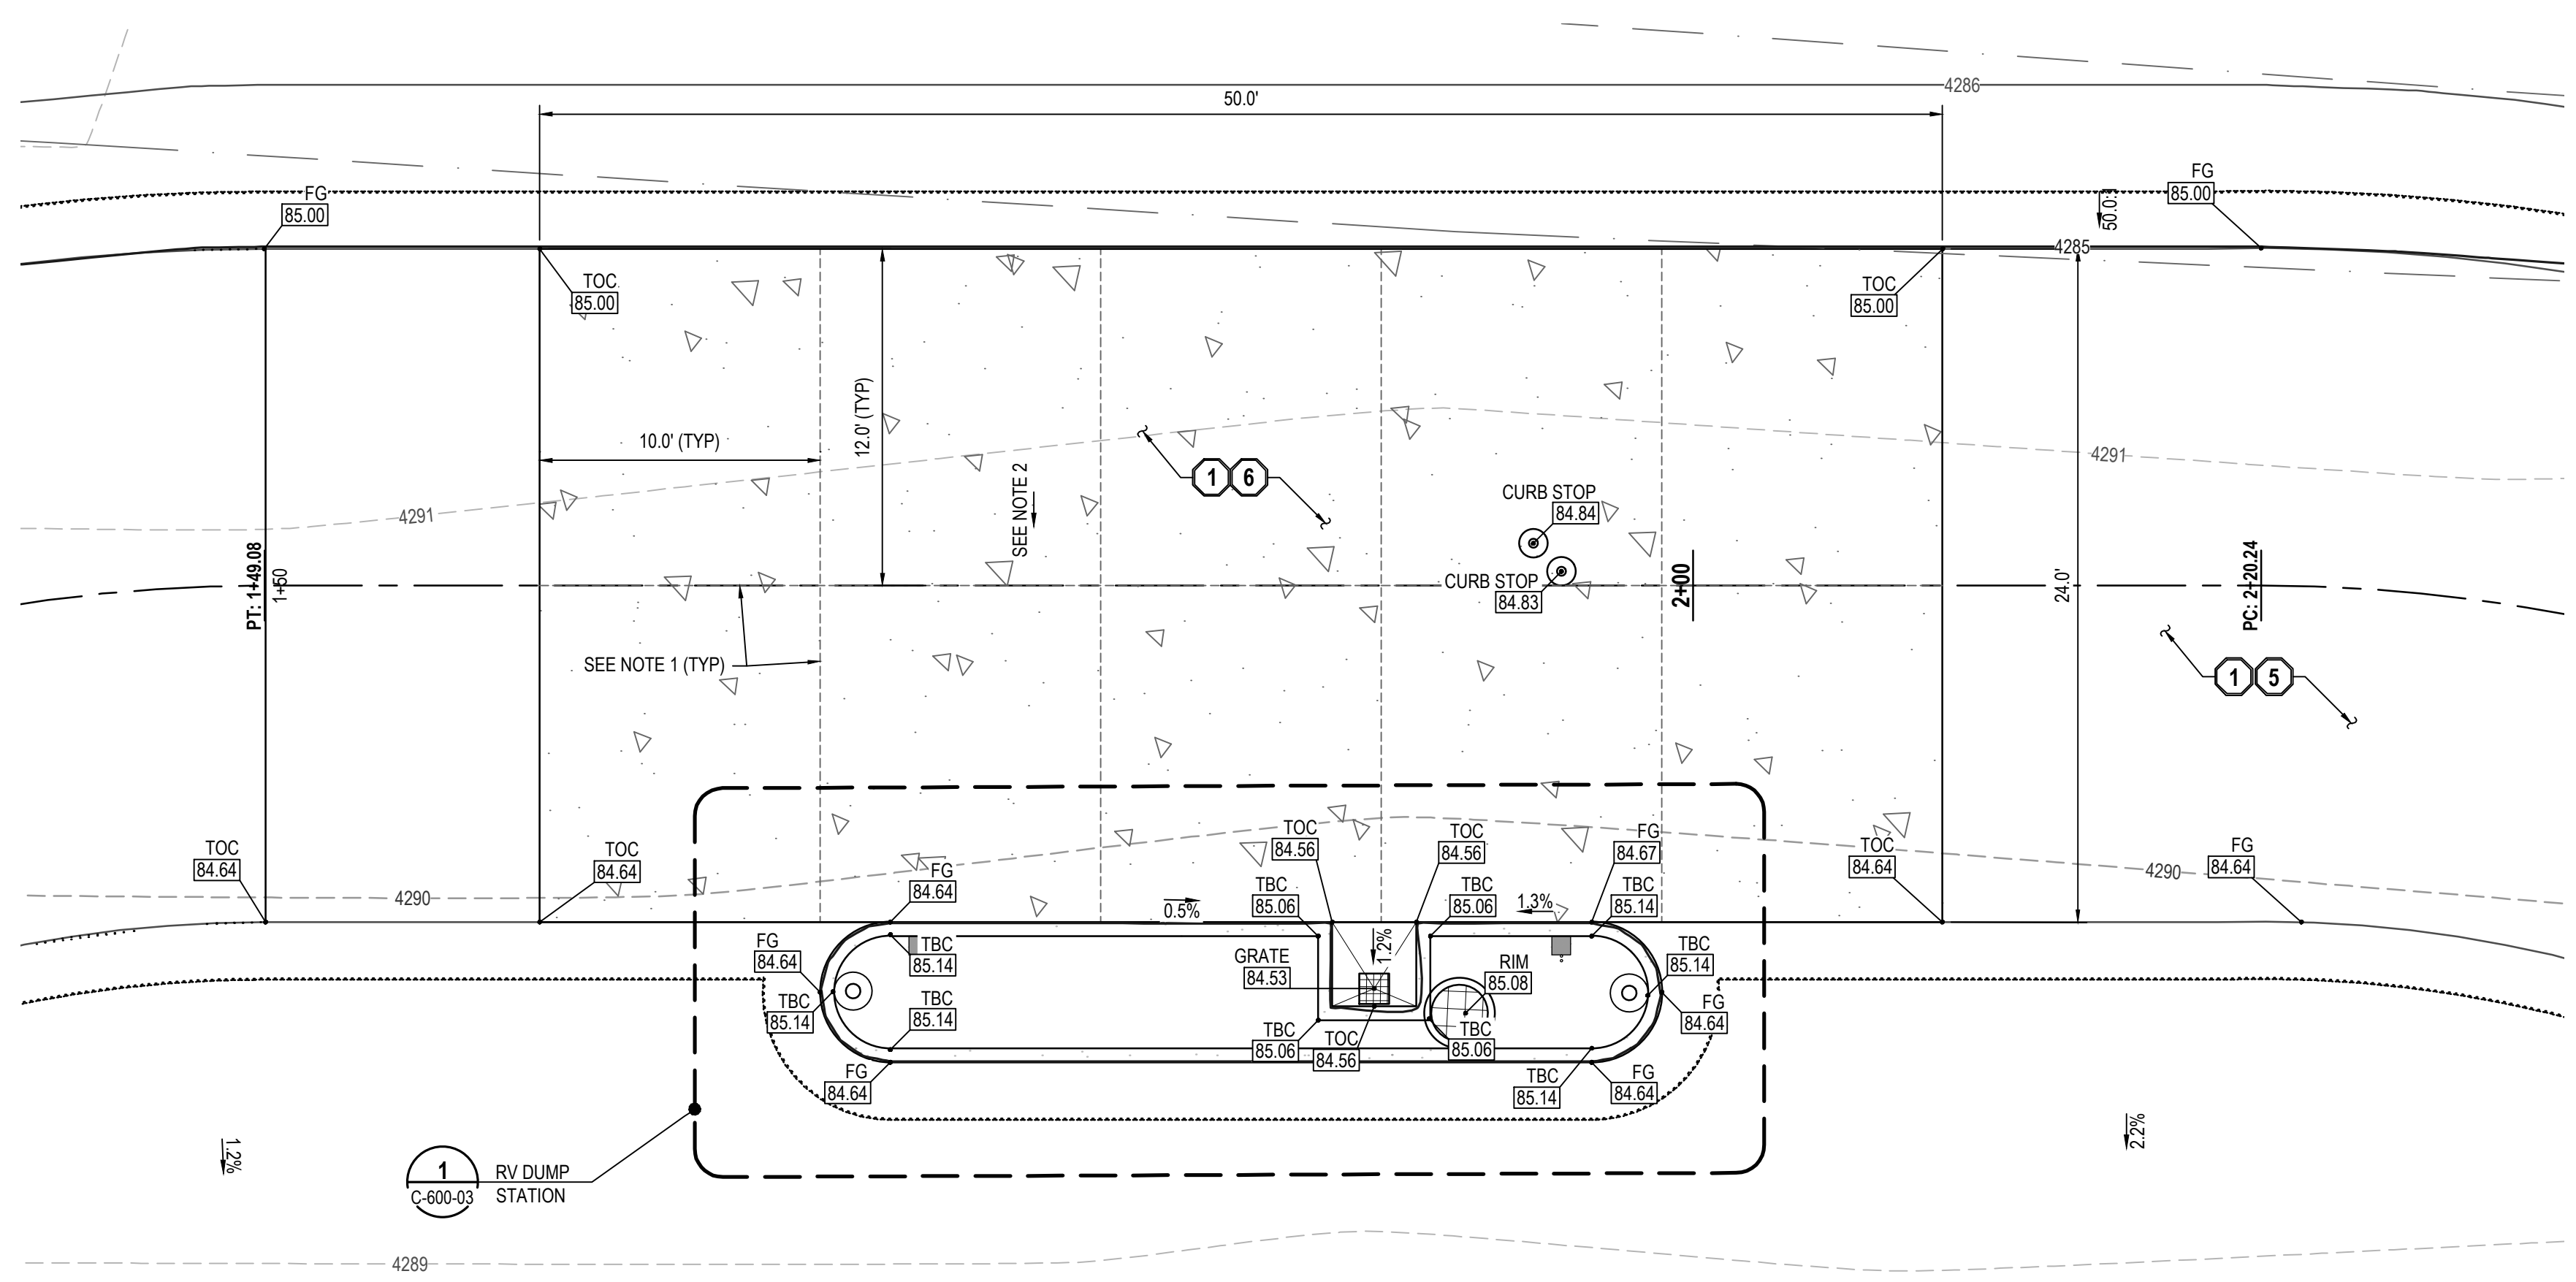 4286
50.0'
FG
85.00
FG
85.00
50.0:1
4285
TOC
85.00
TOC
85.00
12.0' (TYP)
10.0' (TYP)
4291
4291
SEE NOTE 2
1
6
CURB STOP
84.84
CURB STOP
84.83
PT: 1+49.08
1+50
2+00
24.0'
PC: 2+20.24
SEE NOTE 1 (TYP)
1
5
TOC
84.64
TOC
84.64
4290
FG
84.64
TOC
84.56
TOC
84.56
FG
84.67
TOC
84.64
4290
FG
84.64
0.5%
TBC
85.06
TBC
85.06
1.3%
TBC
85.14
FG
84.64
TBC
85.14
GRATE
84.53
1.2%
RIM
85.08
TBC
85.14
TBC
85.14
TBC
85.14
FG
84.64
TBC
85.06
TOC
84.56
TBC
85.06
FG
84.64
TBC
85.14
FG
84.64
1.2%
2.2%
1
C-600-03
RV DUMP
STATION
4289